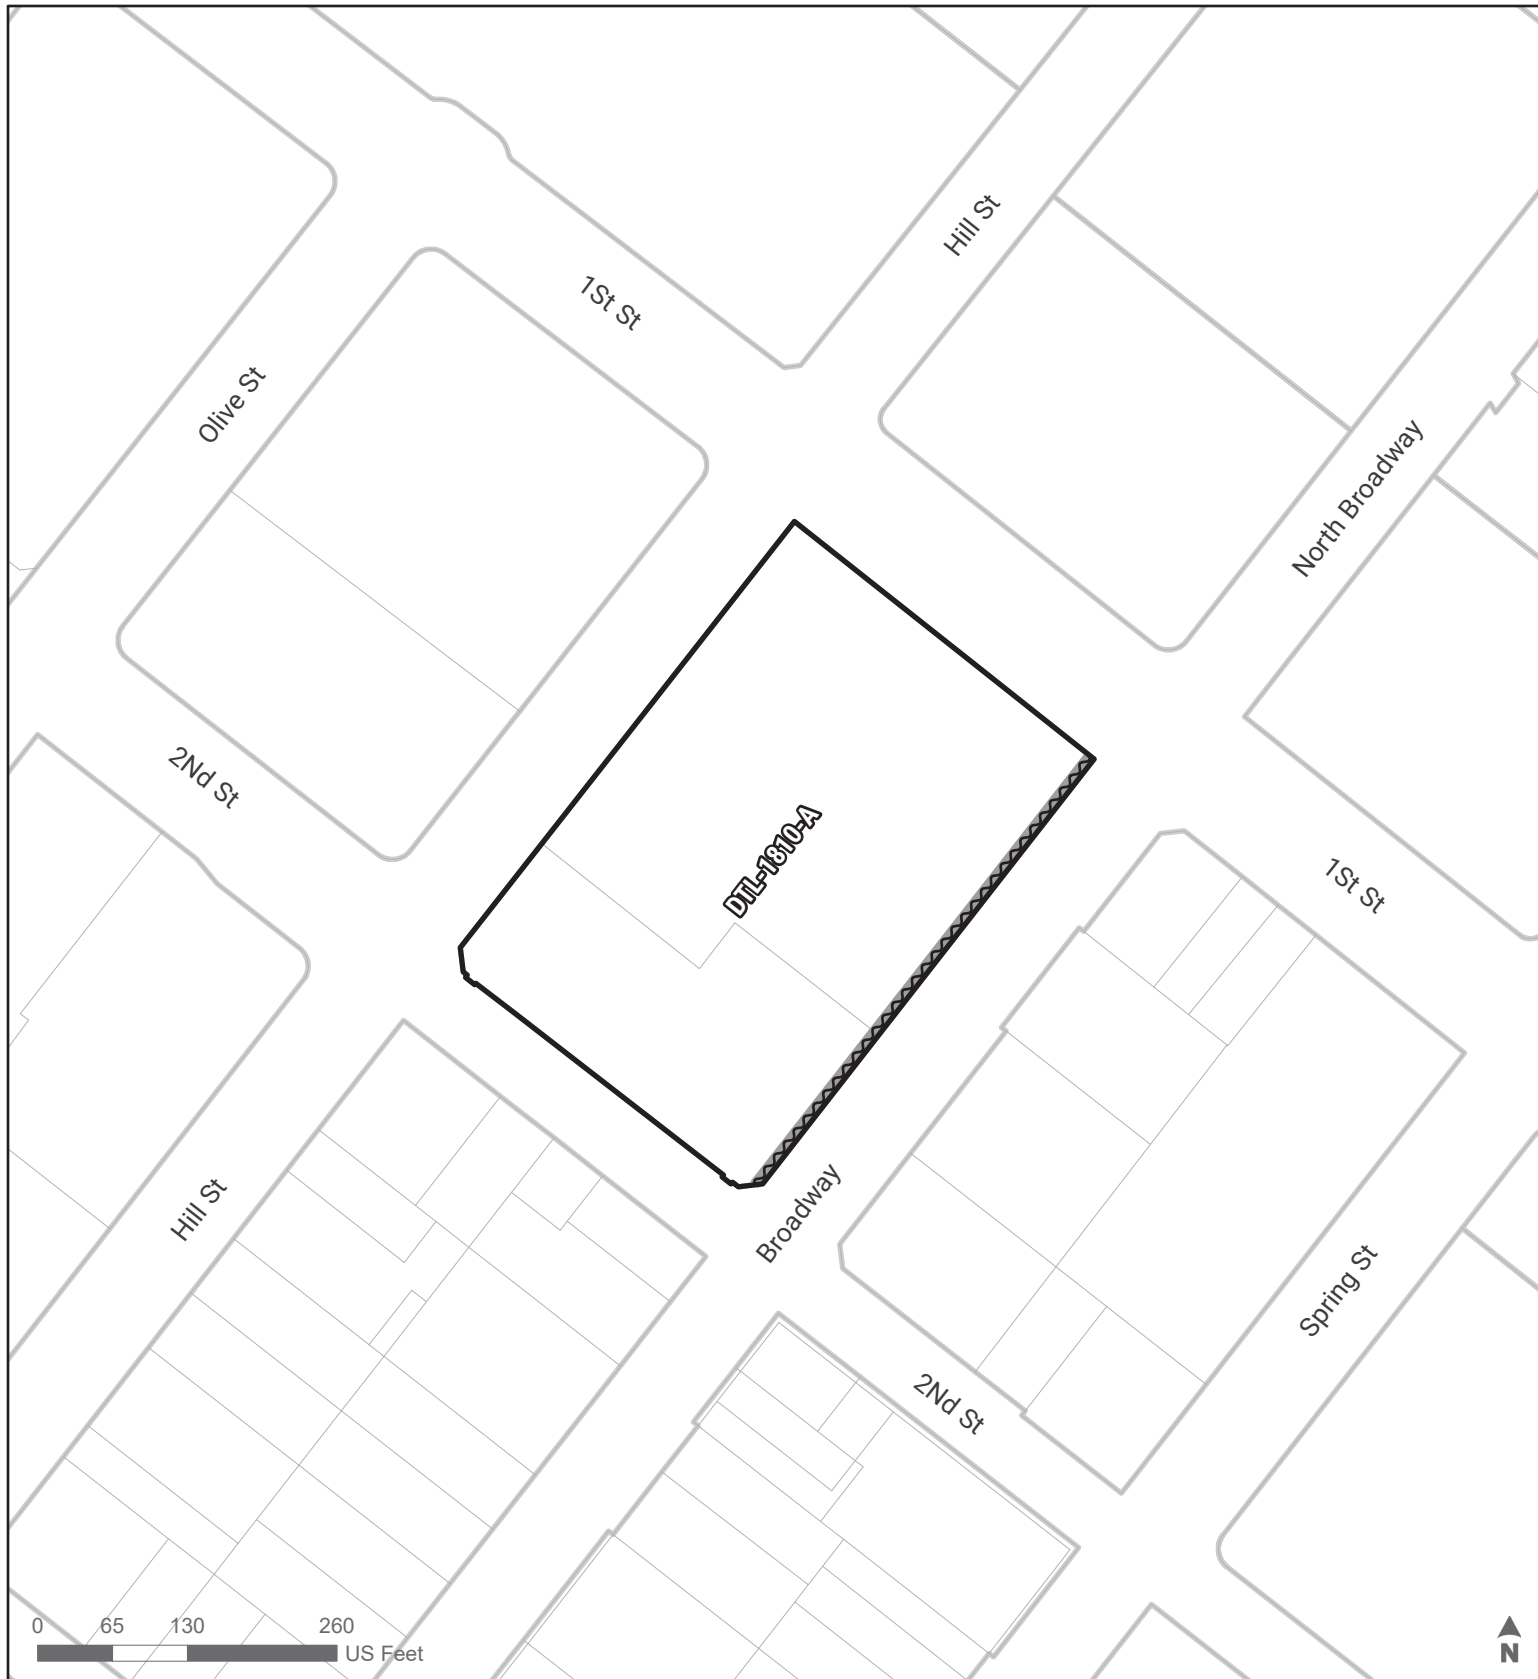 Hill St
1St St
Olive St
North Broadway
2Nd St
DTL-1810-A
1St St
Hill St
Broadway
Spring St
2Nd St
0 65 130 260
US Feet
N